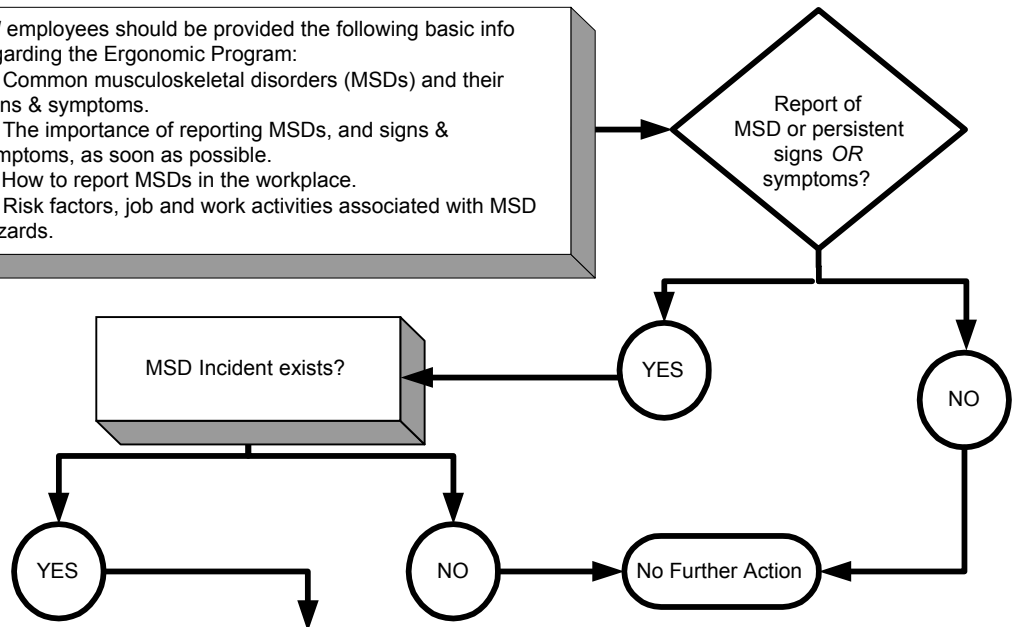 employees should be provided the following basic info
garding the Ergonomic Program:
Common musculoskeletal disorders (MSDs) and their
ns & symptoms.
The importance of reporting MSDs, and signs &
mptoms, as soon as possible.
How to report MSDs in the workplace.
Risk factors, job and work activities associated with MSD
zards.
Report of
MSD or persistent
signs OR
symptoms?
MSD Incident exists?
YES
NO
YES
NO
No Further Action